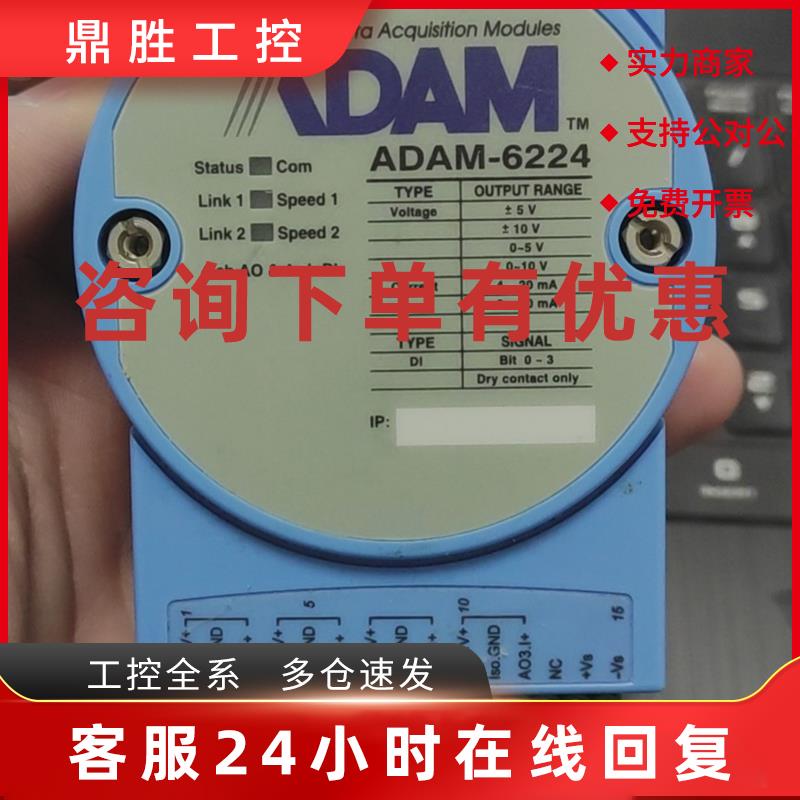 鼎胜工控
Acquisition Modules
ADAM
TM
ADAM-6224
实力商家
支持公对公
免费开票
Status Com
Link 1 Speed 1
Link 2 Speed 2
TYPE OUTPUT RANGE
Voltage ± 5 V
± 10 V
0~5 V
0~10 V
咨询下单有优惠
TYPE SIGNAL
DI Bit 0 ~ 3
Dry contact only
IP:
1 5 10 15
Iso.GND
AO3.I+
NC
+Vs
-Vs
工控全系 多仓速发
客服24小时在线回复